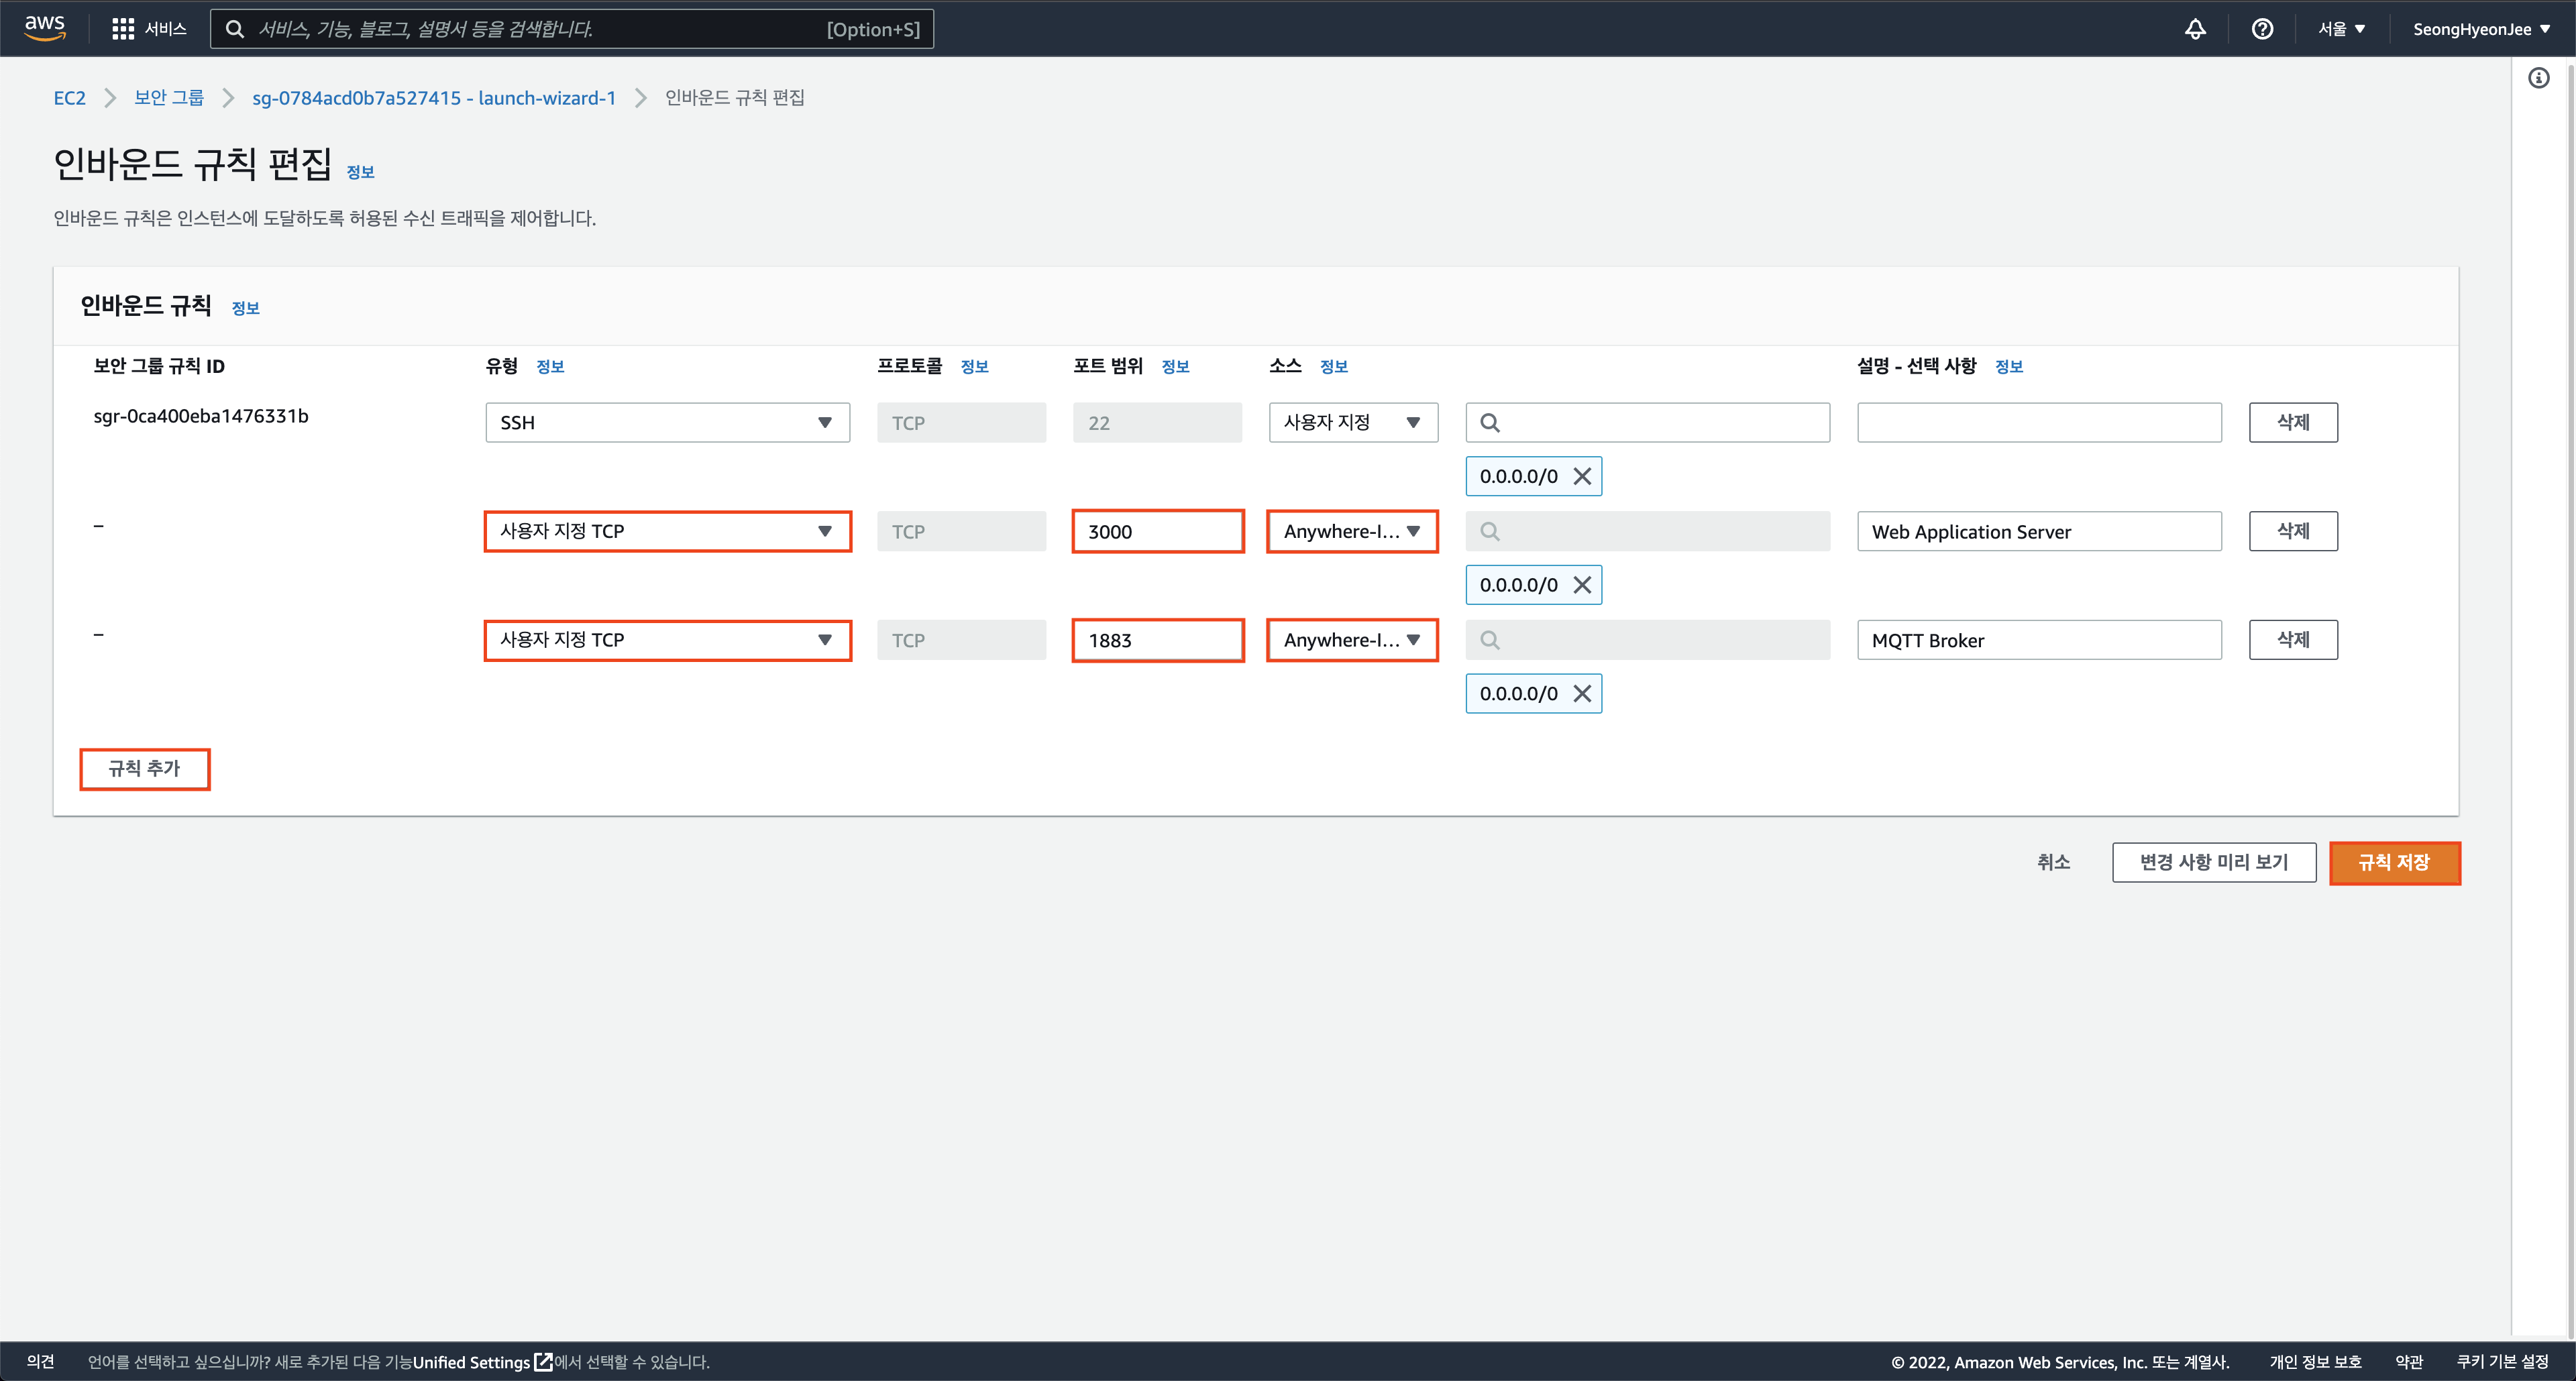 aws 서비스 서비스, 기능, 블로그, 설명서 등을 검색합니다. [Option+S] 서울 SeongHyeonJee
EC2 보안 그룹 sg-0784acd0b7a527415 - launch-wizard-1 인바운드 규칙 편집
인바운드 규칙 편집 정보
인바운드 규칙은 인스턴스에 도달하도록 허용된 수신 트래픽을 제어합니다.
인바운드 규칙 정보
보안 그룹 규칙 ID 유형 정보 프로토콜 정보 포트 범위 정보 소스 정보 설명 - 선택 사항 정보
sgr-0ca400eba1476331b SSH TCP 22 사용자 지정 삭제
0.0.0.0/0
– 사용자 지정 TCP TCP 3000 Anywhere-I... Web Application Server 삭제
0.0.0.0/0
– 사용자 지정 TCP TCP 1883 Anywhere-I... MQTT Broker 삭제
0.0.0.0/0
규칙 추가
취소 변경 사항 미리 보기 규칙 저장
의견 언어를 선택하고 싶으십니까? 새로 추가된 다음 기능Unified Settings에서 선택할 수 있습니다. © 2022, Amazon Web Services, Inc. 또는 계열사. 개인 정보 보호 약관 쿠키 기본 설정